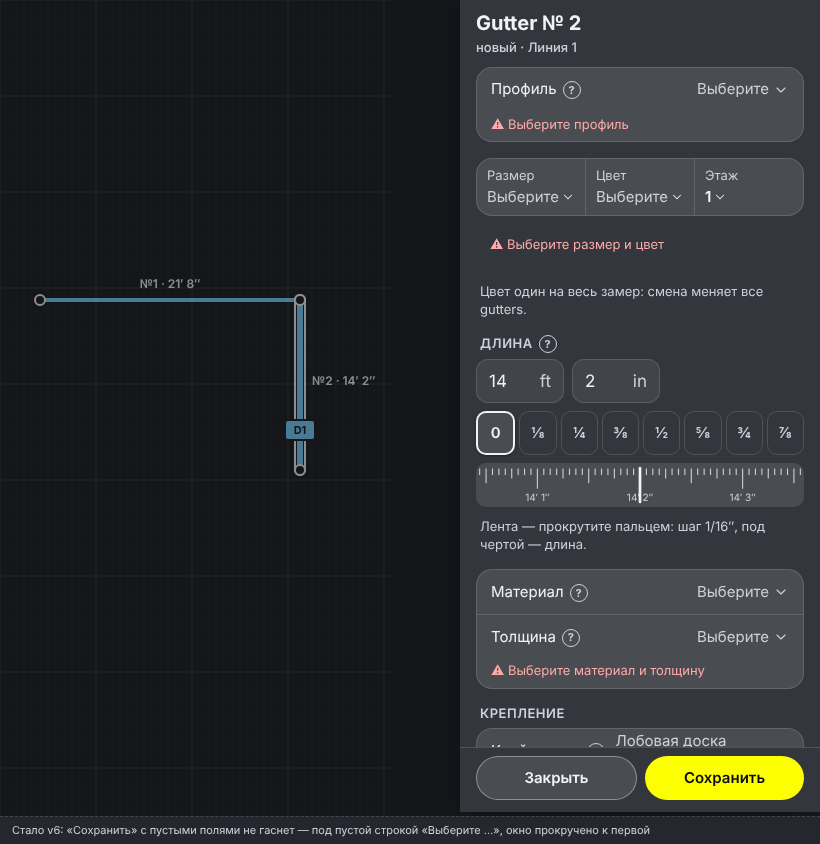 Gutter № 2
новый · Линия 1
Профиль ? Выберите
Выберите профиль
Размер Цвет Этаж
Выберите Выберите 1
Выберите размер и цвет
Цвет один на весь замер: смена меняет все
gutters.
ДЛИНА ?
14 ft 2 in
0 ⅛ ¼ ⅜ ½ ⅝ ¾ ⅞
14′ 1″ 14′ 2″ 14′ 3″
Лента — прокрутите пальцем: шаг 1/16″, под
чертой — длина.
Материал ? Выберите
Толщина ? Выберите
Выберите материал и толщину
КРЕПЛЕНИЕ
Лобовая доска
Закрыть Сохранить
№1 · 21′ 8″
№2 · 14′ 2″
D1
Стало v6: «Сохранить» с пустыми полями не гаснет — под пустой строкой «Выберите …», окно прокручено к первой